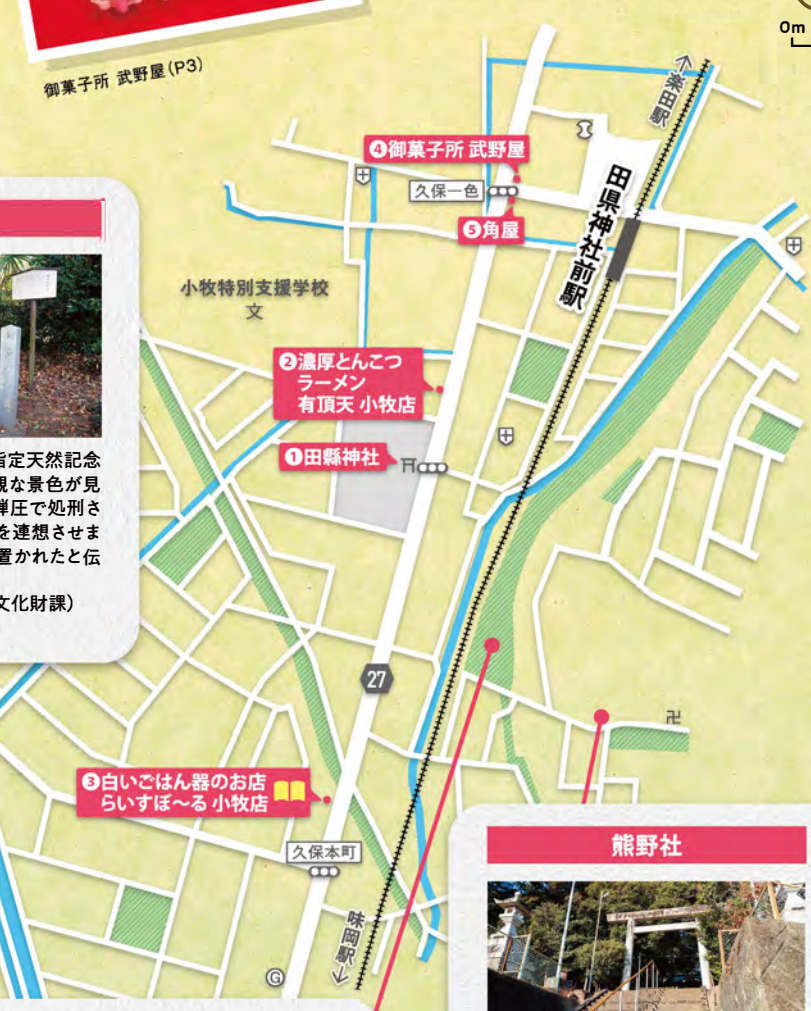 御菓子所 武野屋(P3)
0m
↑楽田駅
❹御菓子所 武野屋
久保一色
❺角屋
田県神社前駅
小牧特別支援学校
文
❷濃厚とんこつ
ラーメン
有頂天 小牧店
❶田縣神社
指定天然記念
観な景色が見
弾圧で処刑さ
を連想させま
置かれたと伝
文化財課)
27
卍
❸白いごはん器のお店
らいすぼ～る 小牧店
久保本町
味岡駅↓
G
熊野社